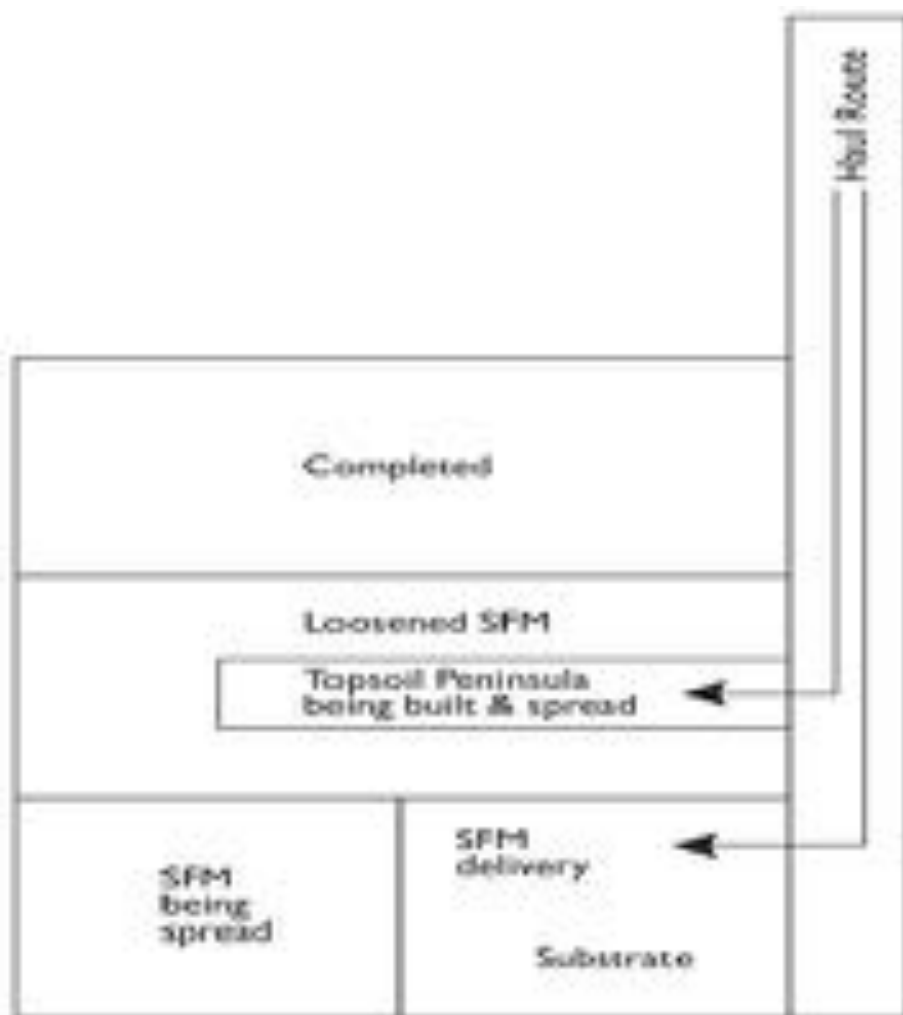 Haul Route
Completed
Loosened SFM
Topsoil Peninsula
being built & spread
SFM
delivery
SFM
being
spread
Substrate